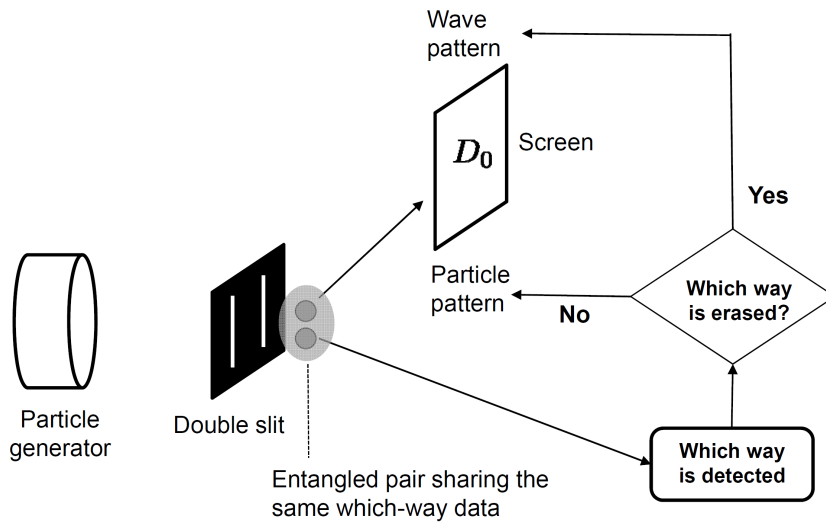 Wave
pattern
D0
Screen
Yes
Particle
pattern
No
Which way
is erased?
Particle
generator
Double slit
Which way
is detected
Entangled pair sharing the
same which-way data